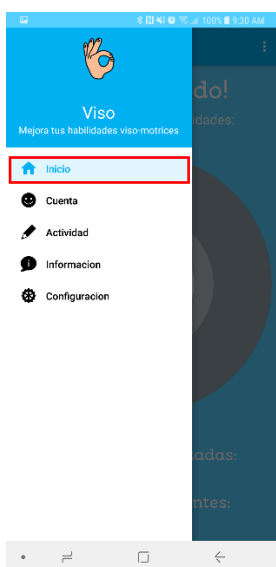 100% 9:30 AM
do!
Viso
Mejora tus habilidades viso-motrices
idades:
Inicio
Cuenta
Actividad
Informacion
Configuracion
adas:
ntes: